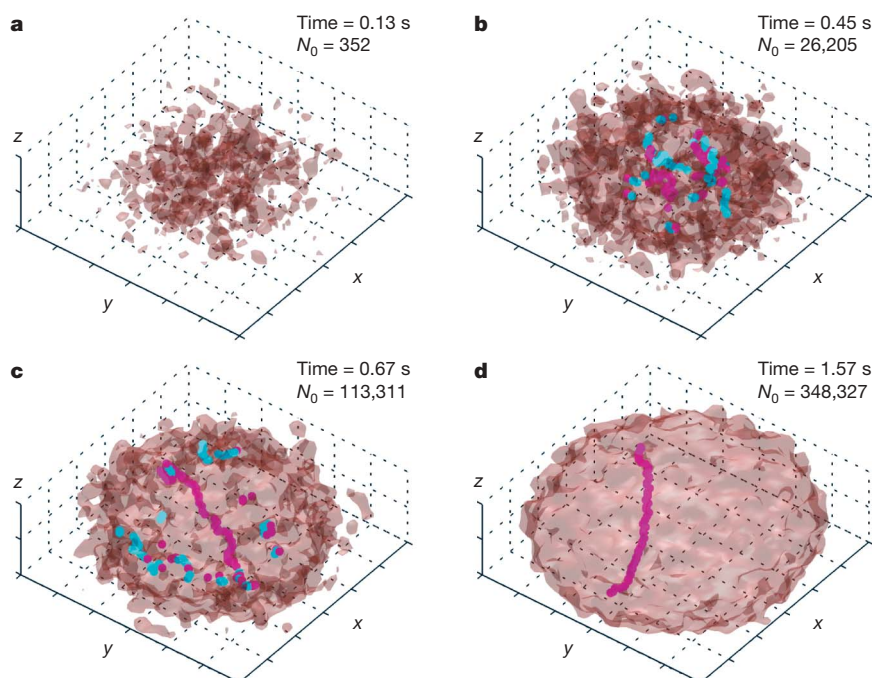 a
Time = 0.13 s
N₀ = 352
z
y
x
b
Time = 0.45 s
N₀ = 26,205
z
y
x
c
Time = 0.67 s
N₀ = 113,311
z
y
x
d
Time = 1.57 s
N₀ = 348,327
z
y
x